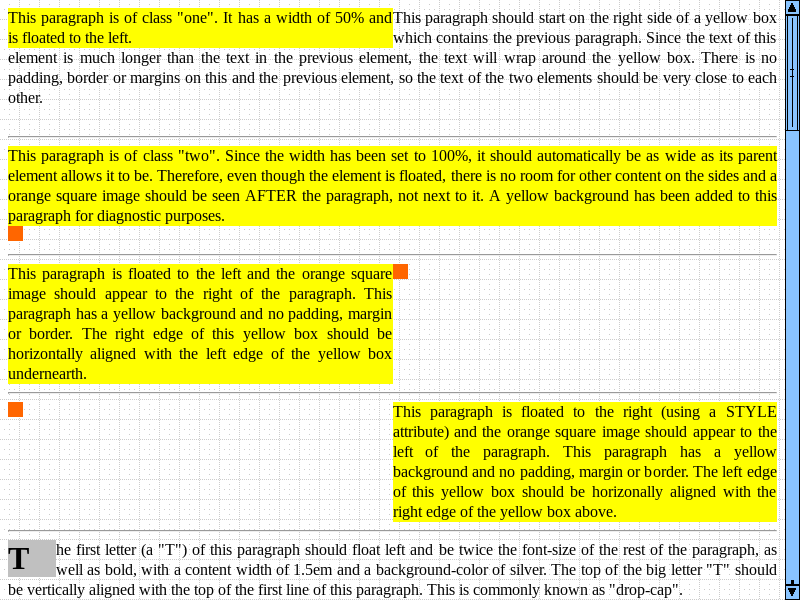 This paragraph is of class "one". It has a width of 50% and
is floated to the left.
This paragraph should start on the right side of a yellow box
which contains the previous paragraph. Since the text of this
element is much longer than the text in the previous element, the text will wrap around the yellow box. There is no
padding, border or margins on this and the previous element, so the text of the two elements should be very close to each
other.
This paragraph is of class "two". Since the width has been set to 100%, it should automatically be as wide as its parent
element allows it to be. Therefore, even though the element is floated, there is no room for other content on the sides and a
orange square image should be seen AFTER the paragraph, not next to it. A yellow background has been added to this
paragraph for diagnostic purposes.
This paragraph is floated to the left and the orange square
image should appear to the right of the paragraph. This
paragraph has a yellow background and no padding, margin
or border. The right edge of this yellow box should be
horizontally aligned with the left edge of the yellow box
undernearth.
This paragraph is floated to the right (using a STYLE
attribute) and the orange square image should appear to the
left of the paragraph. This paragraph has a yellow
background and no padding, margin or border. The left edge
of this yellow box should be horizonally aligned with the
right edge of the yellow box above.
The first letter (a "T") of this paragraph should float left and be twice the font-size of the rest of the paragraph, as
well as bold, with a content width of 1.5em and a background-color of silver. The top of the big letter "T" should
be vertically aligned with the top of the first line of this paragraph. This is commonly known as "drop-cap".